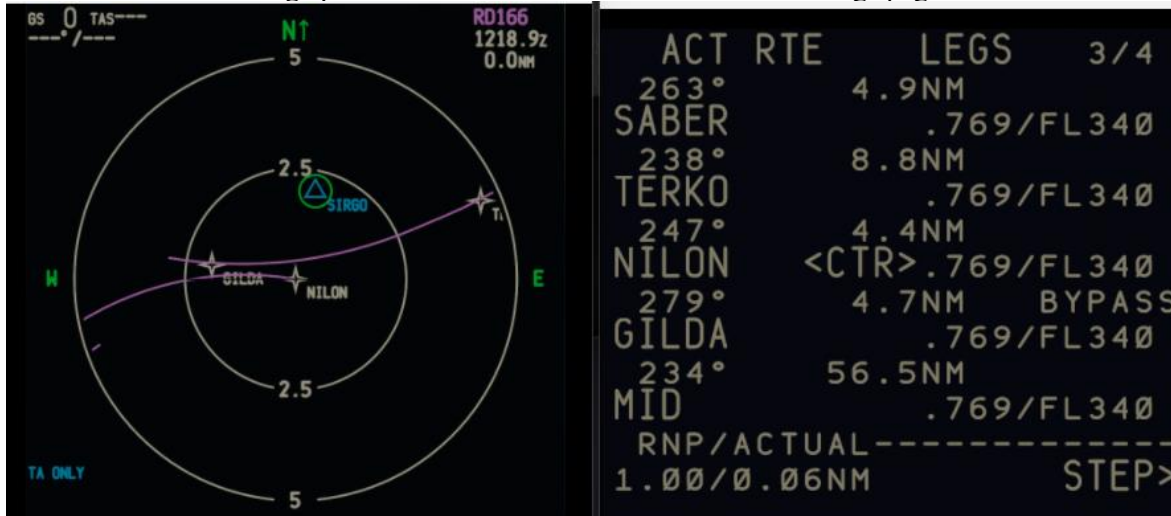 GS 0 TAS---
---°/---
RD166
1218.9z
0.0NM
N↑
5
2.5
SIRGO
GILDA
NILON
W
E
2.5
5
TA ONLY
ACT RTE LEGS 3/4
263° 4.9NM
SABER .769/FL340
238° 8.8NM
TERKO .769/FL340
247° 4.4NM
NILON <CTR>.769/FL340
279° 4.7NM BYPASS
GILDA .769/FL340
234° 56.5NM
MID .769/FL340
RNP/ACTUAL--------------
1.00/0.06NM STEP>